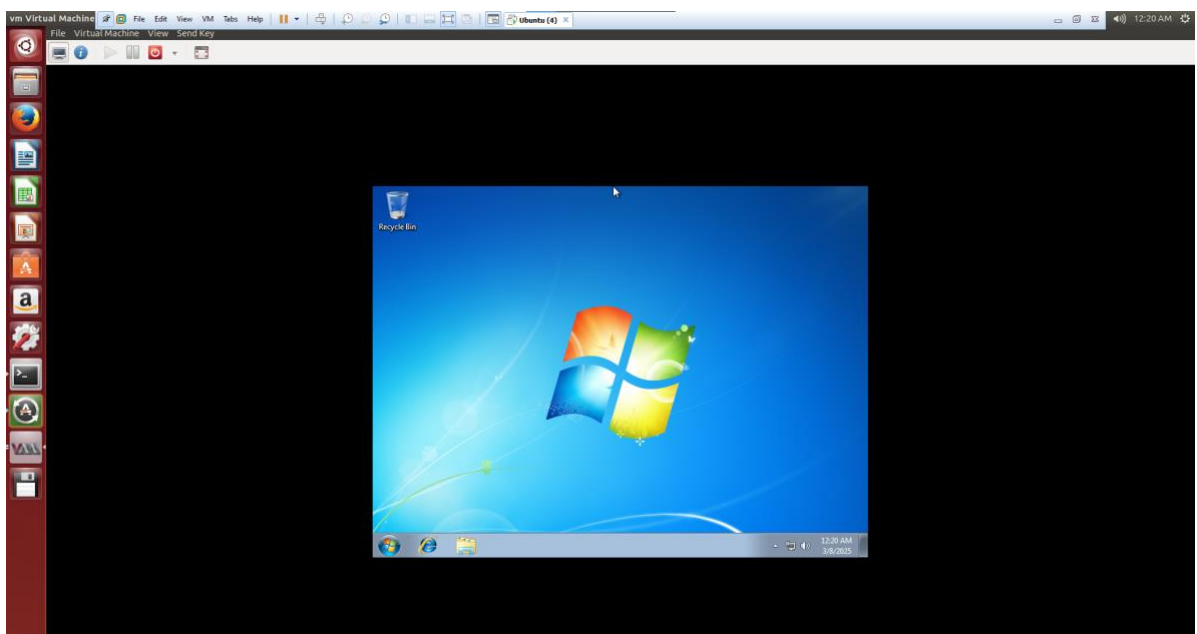 vm Virtual Machine File Edit View VM Tabs Help Ubuntu (4) × 12:20 AM
File Virtual Machine View Send Key
Recycle Bin
12:20 AM
3/8/2025